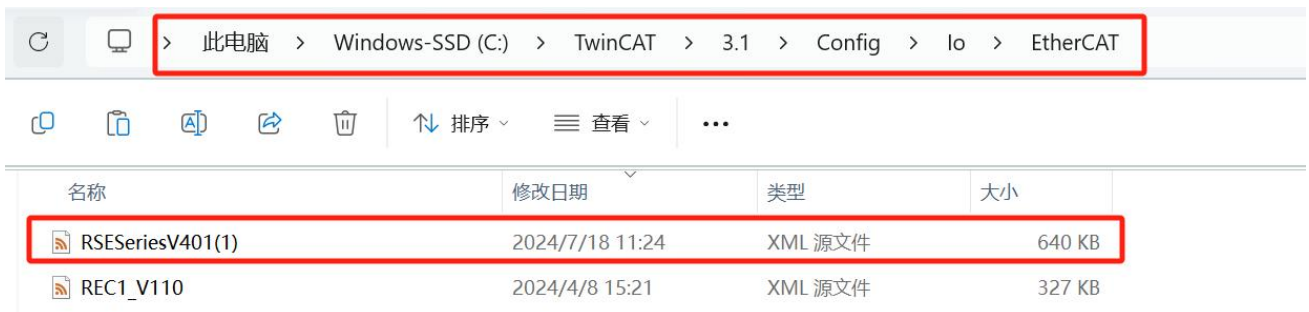 > 此电脑 > Windows-SSD (C:) > TwinCAT > 3.1 > Config > Io > EtherCAT
排序 查看 •••
名称 修改日期 类型 大小
RSESeriesV401(1) 2024/7/18 11:24 XML 源文件 640 KB
REC1_V110 2024/4/8 15:21 XML 源文件 327 KB